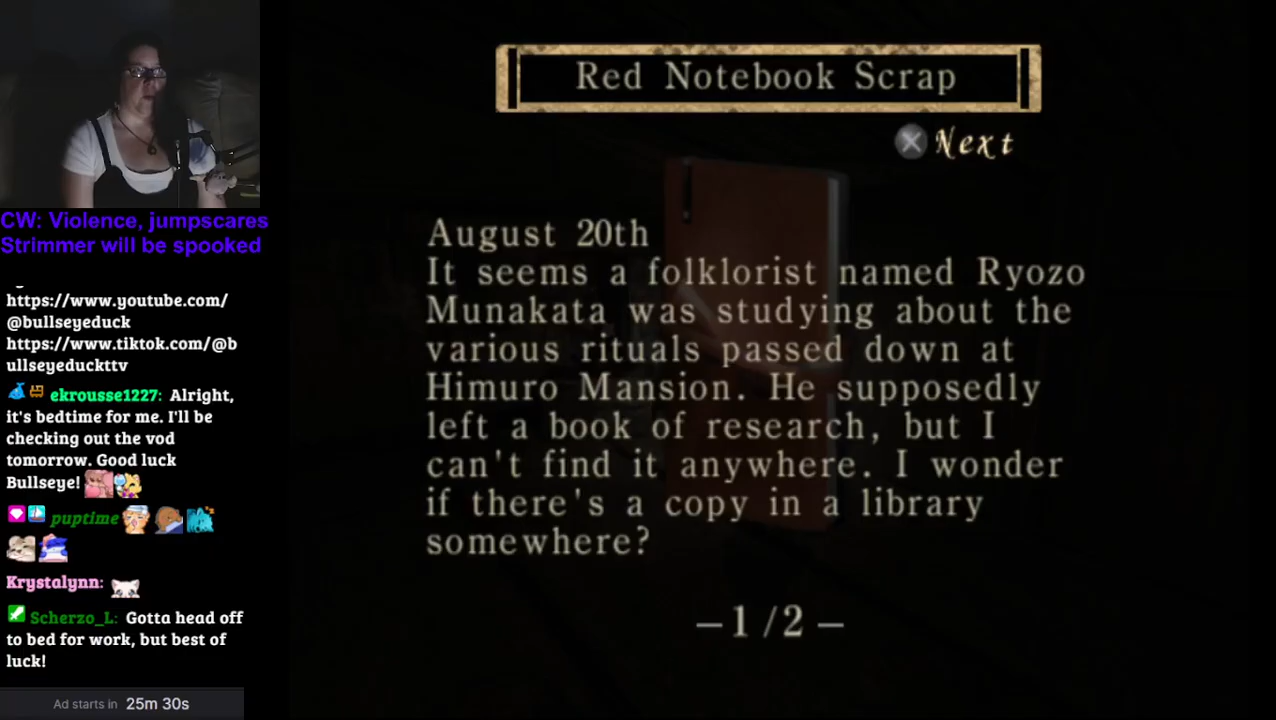 Red Notebook Scrap
Next
August 20th
It seems a folklorist named Ryozo
Munakata was studying about the
various rituals passed down at
Himuro Mansion. He supposedly
left a book of research, but I
can't find it anywhere. I wonder
if there's a copy in a library
somewhere?
–1/2–
CW: Violence, jumpscares
Strimmer will be spooked
https://www.youtube.com/
@bullseyeduck
https://www.tiktok.com/@b
ullseyeduckttv
ekrousse1227: Alright,
it's bedtime for me. I'll be
checking out the vod
tomorrow. Good luck
Bullseye!
puptime
Krystalynn:
Scherzo_L: Gotta head off
to bed for work, but best of
luck!
Ad starts in 25m 30s